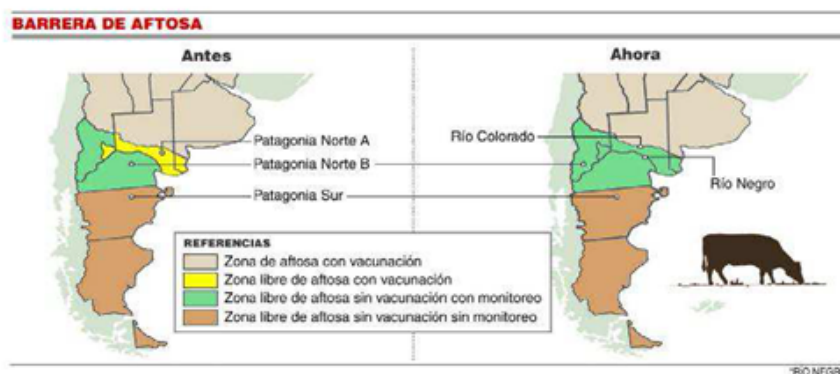 BARRERA DE AFTOSA
Antes
Patagonia Norte A
Patagonia Norte B
Patagonia Sur
Ahora
Río Colorado
Río Negro
REFERENCIAS
Zona de aftosa con vacunación
Zona libre de aftosa con vacunación
Zona libre de aftosa sin vacunación con monitoreo
Zona libre de aftosa sin vacunación sin monitoreo
"RÍO NEGR